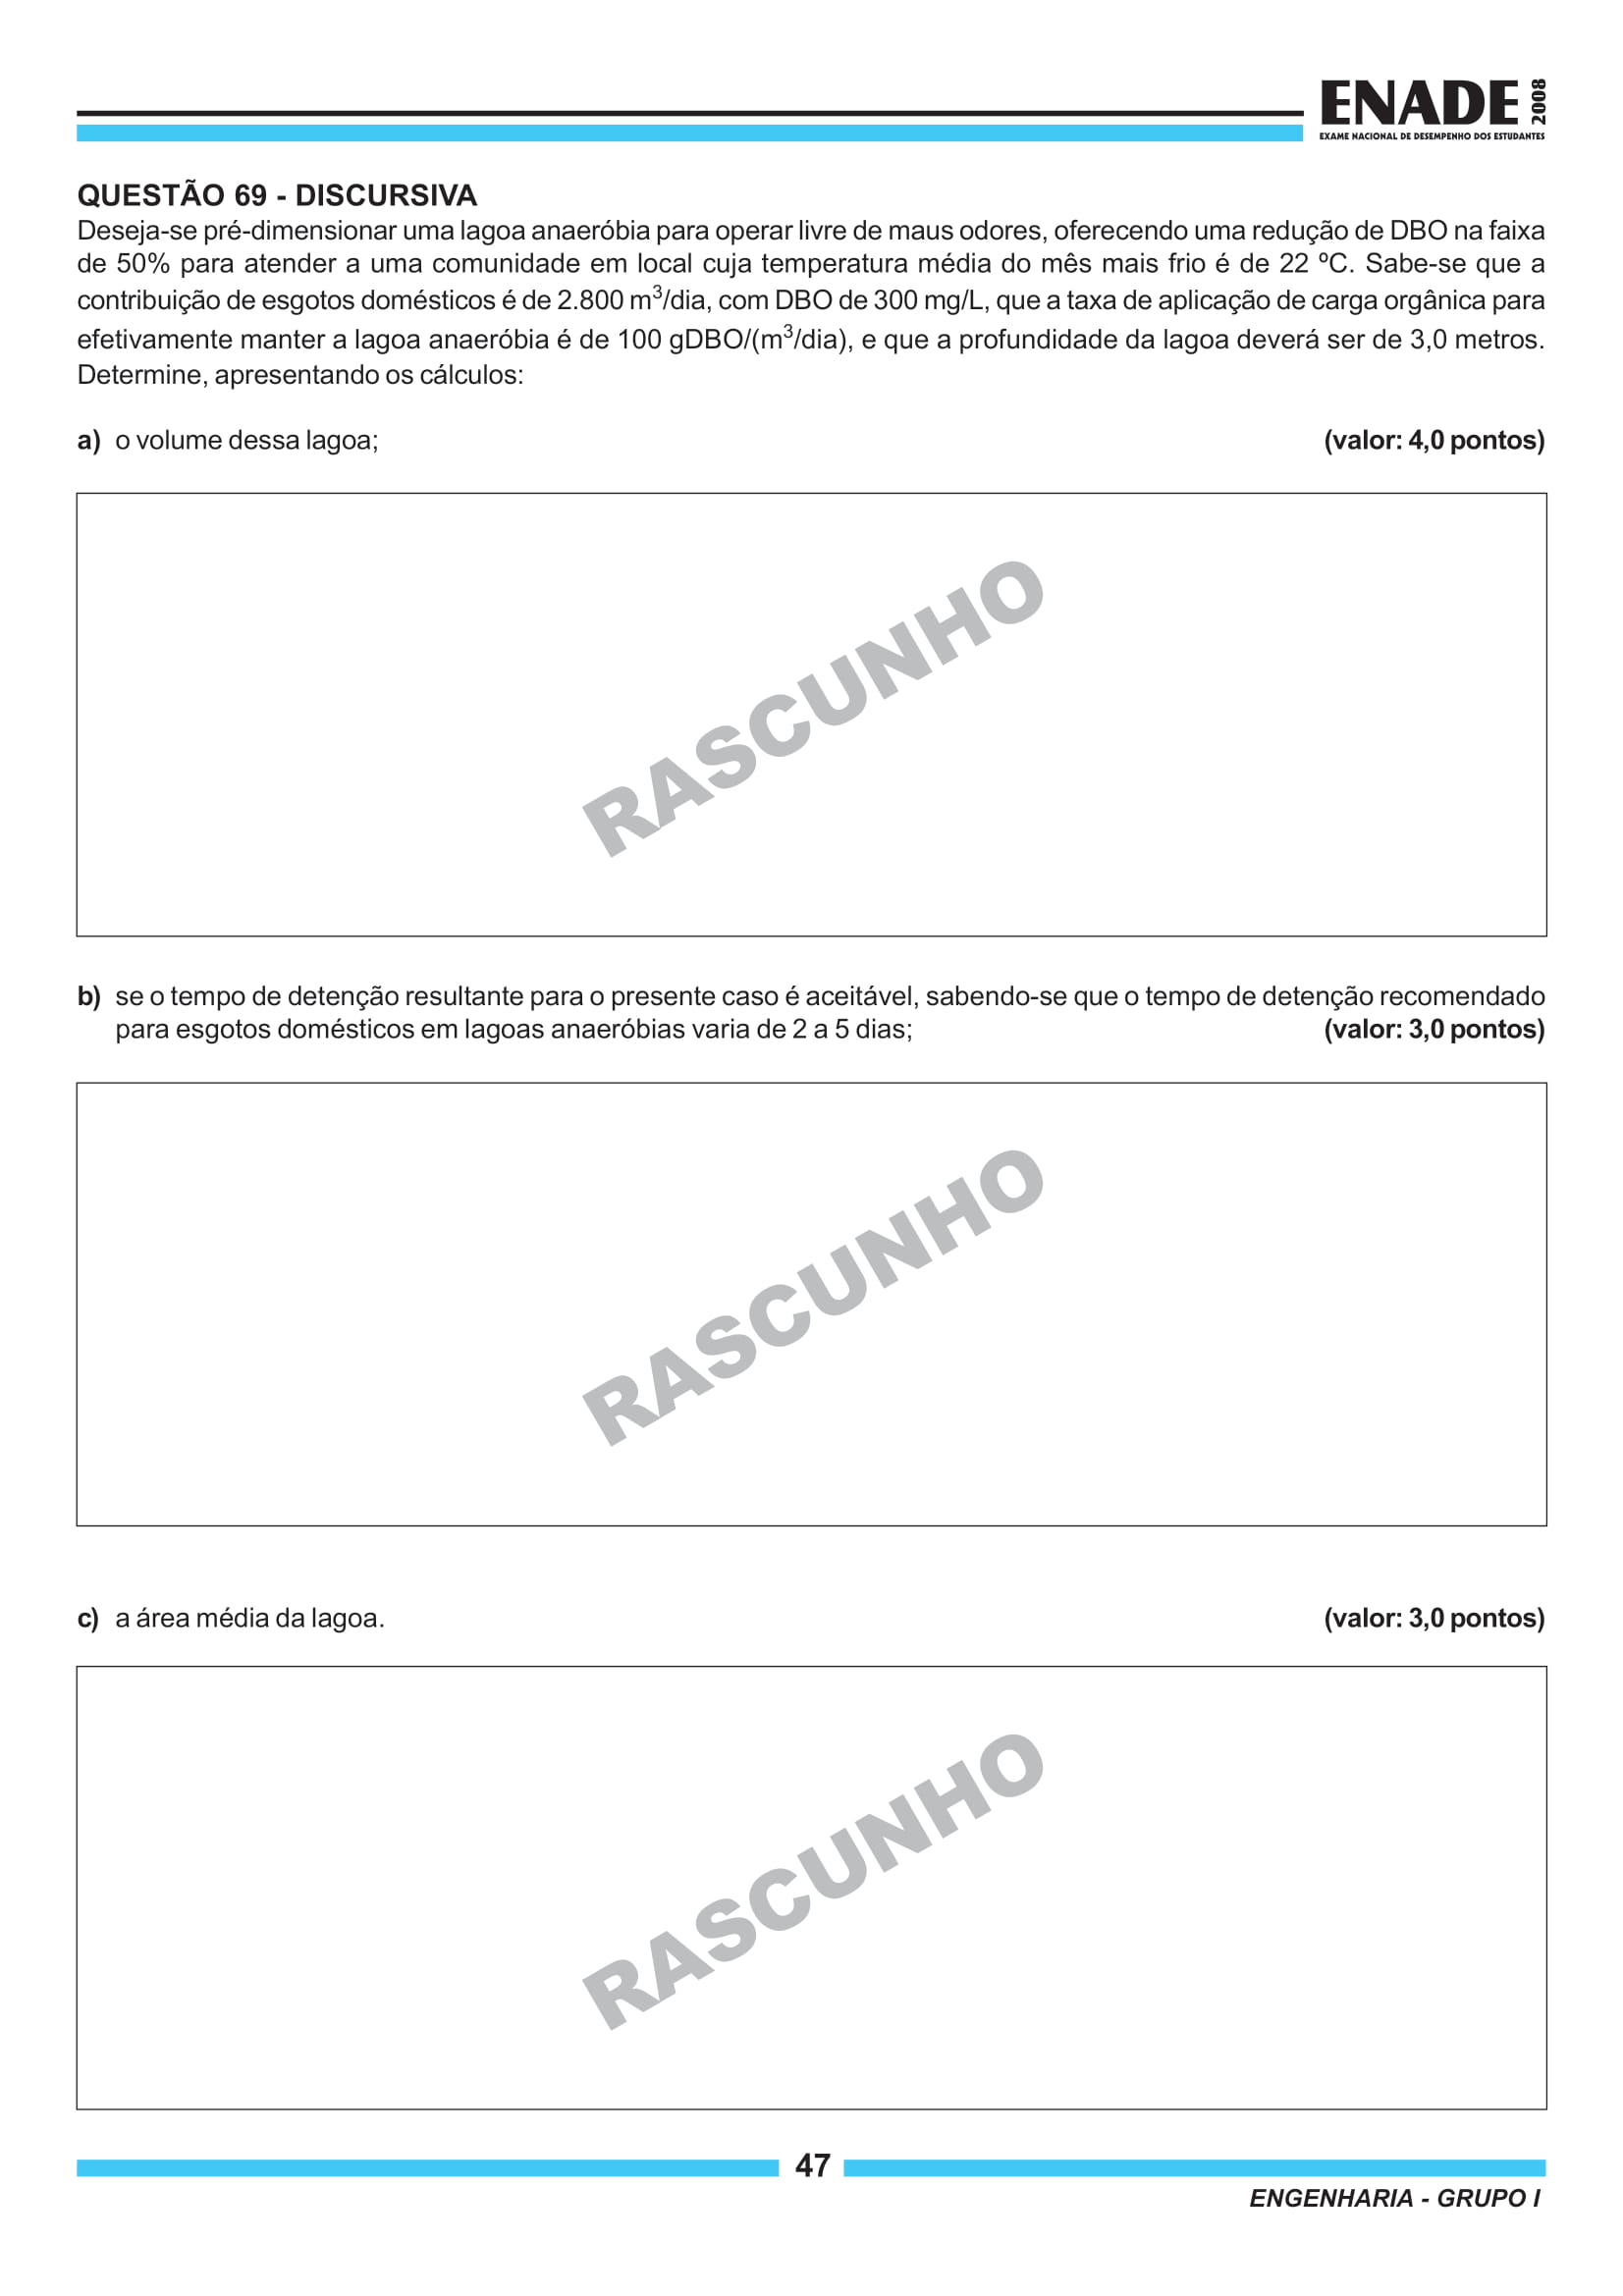 ENADE 2008
EXAME NACIONAL DE DESEMPENHO DOS ESTUDANTES
QUESTÃO 69 - DISCURSIVA
Deseja-se pré-dimensionar uma lagoa anaeróbia para operar livre de maus odores, oferecendo uma redução de DBO na faixa
de 50% para atender a uma comunidade em local cuja temperatura média do mês mais frio é de 22 ºC. Sabe-se que a
contribuição de esgotos domésticos é de 2.800 m³/dia, com DBO de 300 mg/L, que a taxa de aplicação de carga orgânica para
efetivamente manter a lagoa anaeróbia é de 100 gDBO/(m³/dia), e que a profundidade da lagoa deverá ser de 3,0 metros.
Determine, apresentando os cálculos:
a) o volume dessa lagoa; (valor: 4,0 pontos)
RASCUNHO
b) se o tempo de detenção resultante para o presente caso é aceitável, sabendo-se que o tempo de detenção recomendado
para esgotos domésticos em lagoas anaeróbias varia de 2 a 5 dias; (valor: 3,0 pontos)
RASCUNHO
c) a área média da lagoa. (valor: 3,0 pontos)
RASCUNHO
47
ENGENHARIA - GRUPO I